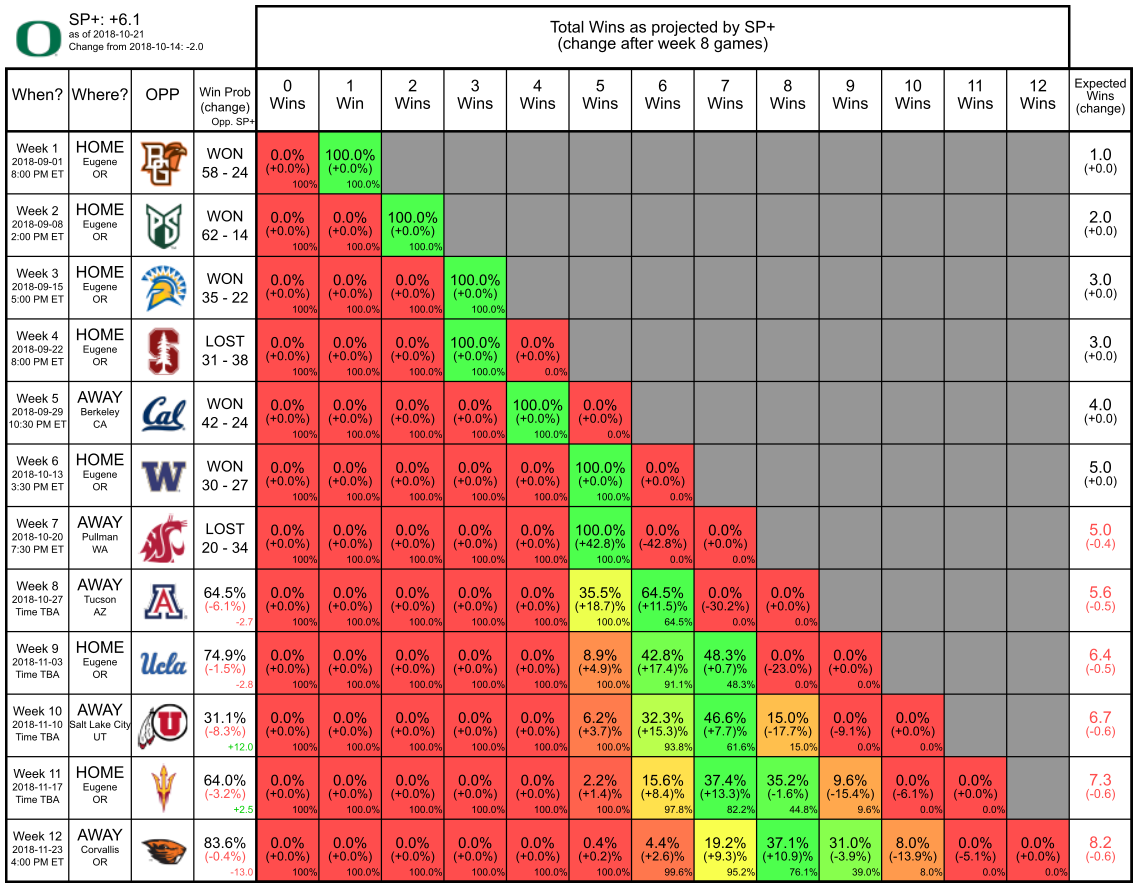 SP+: +6.1
as of 2018-10-21
Change from 2018-10-14: -2.0
Total Wins as projected by SP+
(change after week 8 games)
When? Where? OPP Win Prob (change) Opp. SP+ 0 Wins 1 Win 2 Wins 3 Wins 4 Wins 5 Wins 6 Wins 7 Wins 8 Wins 9 Wins 10 Wins 11 Wins 12 Wins Expected Wins (change)
Week 1 HOME WON 0.0% 100.0% 1.0
2018-09-01 Eugene BG (+0.0%) (+0.0%) (+0.0)
8:00 PM ET OR 58 - 24 100% 100.0%
Week 2 HOME WON 0.0% 0.0% 100.0% 2.0
2018-09-08 Eugene PS (+0.0%) (+0.0%) (+0.0%) (+0.0)
2:00 PM ET OR 62 - 14 100% 100.0% 100.0%
Week 3 HOME WON 0.0% 0.0% 0.0% 100.0% 3.0
2018-09-15 Eugene (+0.0%) (+0.0%) (+0.0%) (+0.0%) (+0.0)
5:00 PM ET OR 35 - 22 100% 100.0% 100.0% 100.0%
Week 4 HOME LOST 0.0% 0.0% 0.0% 100.0% 0.0% 3.0
2018-09-22 Eugene S (+0.0%) (+0.0%) (+0.0%) (+0.0%) (+0.0%) (+0.0)
8:00 PM ET OR 31 - 38 100% 100.0% 100.0% 100.0% 0.0%
Week 5 AWAY WON 0.0% 0.0% 0.0% 0.0% 100.0% 0.0% 4.0
2018-09-29 Berkeley Cal (+0.0%) (+0.0%) (+0.0%) (+0.0%) (+0.0%) (+0.0%) (+0.0)
10:30 PM ET CA 42 - 24 100% 100.0% 100.0% 100.0% 100.0% 0.0%
Week 6 HOME WON 0.0% 0.0% 0.0% 0.0% 0.0% 100.0% 0.0% 5.0
2018-10-13 Eugene W (+0.0%) (+0.0%) (+0.0%) (+0.0%) (+0.0%) (+0.0%) (+0.0%) (+0.0)
3:30 PM ET OR 30 - 27 100% 100.0% 100.0% 100.0% 100.0% 100.0% 0.0%
Week 7 AWAY LOST 0.0% 0.0% 0.0% 0.0% 0.0% 100.0% 0.0% 0.0% 5.0
2018-10-20 Pullman WSC (+0.0%) (+0.0%) (+0.0%) (+0.0%) (+0.0%) (+42.8)% (-42.8%) (+0.0%) (-0.4)
7:30 PM ET WA 20 - 34 100% 100.0% 100.0% 100.0% 100.0% 100.0% 0.0% 0.0%
Week 8 AWAY 64.5% 0.0% 0.0% 0.0% 0.0% 0.0% 35.5% 64.5% 0.0% 0.0% 5.6
2018-10-27 Tucson A (-6.1%) (+0.0%) (+0.0%) (+0.0%) (+0.0%) (+0.0%) (+18.7)% (+11.5)% (-30.2%) (+0.0%) (-0.5)
Time TBA AZ -2.7 100% 100.0% 100.0% 100.0% 100.0% 100.0% 64.5% 0.0% 0.0%
Week 9 HOME 74.9% 0.0% 0.0% 0.0% 0.0% 0.0% 8.9% 42.8% 48.3% 0.0% 0.0% 6.4
2018-11-03 Eugene Ucla (-1.5%) (+0.0%) (+0.0%) (+0.0%) (+0.0%) (+0.0%) (+4.9)% (+17.4)% (+0.7)% (-23.0%) (+0.0%) (-0.5)
Time TBA OR -2.8 100% 100.0% 100.0% 100.0% 100.0% 100.0% 91.1% 48.3% 0.0% 0.0%
Week 10 AWAY 31.1% 0.0% 0.0% 0.0% 0.0% 0.0% 6.2% 32.3% 46.6% 15.0% 0.0% 0.0% 6.7
2018-11-10 Salt Lake City U (-8.3%) (+0.0%) (+0.0%) (+0.0%) (+0.0%) (+0.0%) (+3.7)% (+15.3)% (+7.7)% (-17.7%) (-9.1%) (+0.0%) (-0.6)
Time TBA UT +12.0 100% 100.0% 100.0% 100.0% 100.0% 100.0% 93.8% 61.6% 15.0% 0.0% 0.0%
Week 11 HOME 64.0% 0.0% 0.0% 0.0% 0.0% 0.0% 2.2% 15.6% 37.4% 35.2% 9.6% 0.0% 0.0% 7.3
2018-11-17 Eugene (-3.2%) (+0.0%) (+0.0%) (+0.0%) (+0.0%) (+0.0%) (+1.4)% (+8.4)% (+13.3)% (-1.6%) (-15.4%) (-6.1%) (+0.0%) (-0.6)
Time TBA OR +2.5 100% 100.0% 100.0% 100.0% 100.0% 100.0% 97.8% 82.2% 44.8% 9.6% 0.0% 0.0%
Week 12 AWAY 83.6% 0.0% 0.0% 0.0% 0.0% 0.0% 0.4% 4.4% 19.2% 37.1% 31.0% 8.0% 0.0% 0.0% 8.2
2018-11-23 Corvallis (-0.4%) (+0.0%) (+0.0%) (+0.0%) (+0.0%) (+0.0%) (+0.2)% (+2.6)% (+9.3)% (+10.9)% (-3.9%) (-13.9%) (-5.1%) (+0.0%) (-0.6)
4:00 PM ET OR -13.0 100% 100.0% 100.0% 100.0% 100.0% 100.0% 99.6% 95.2% 76.1% 39.0% 8.0% 0.0% 0.0%